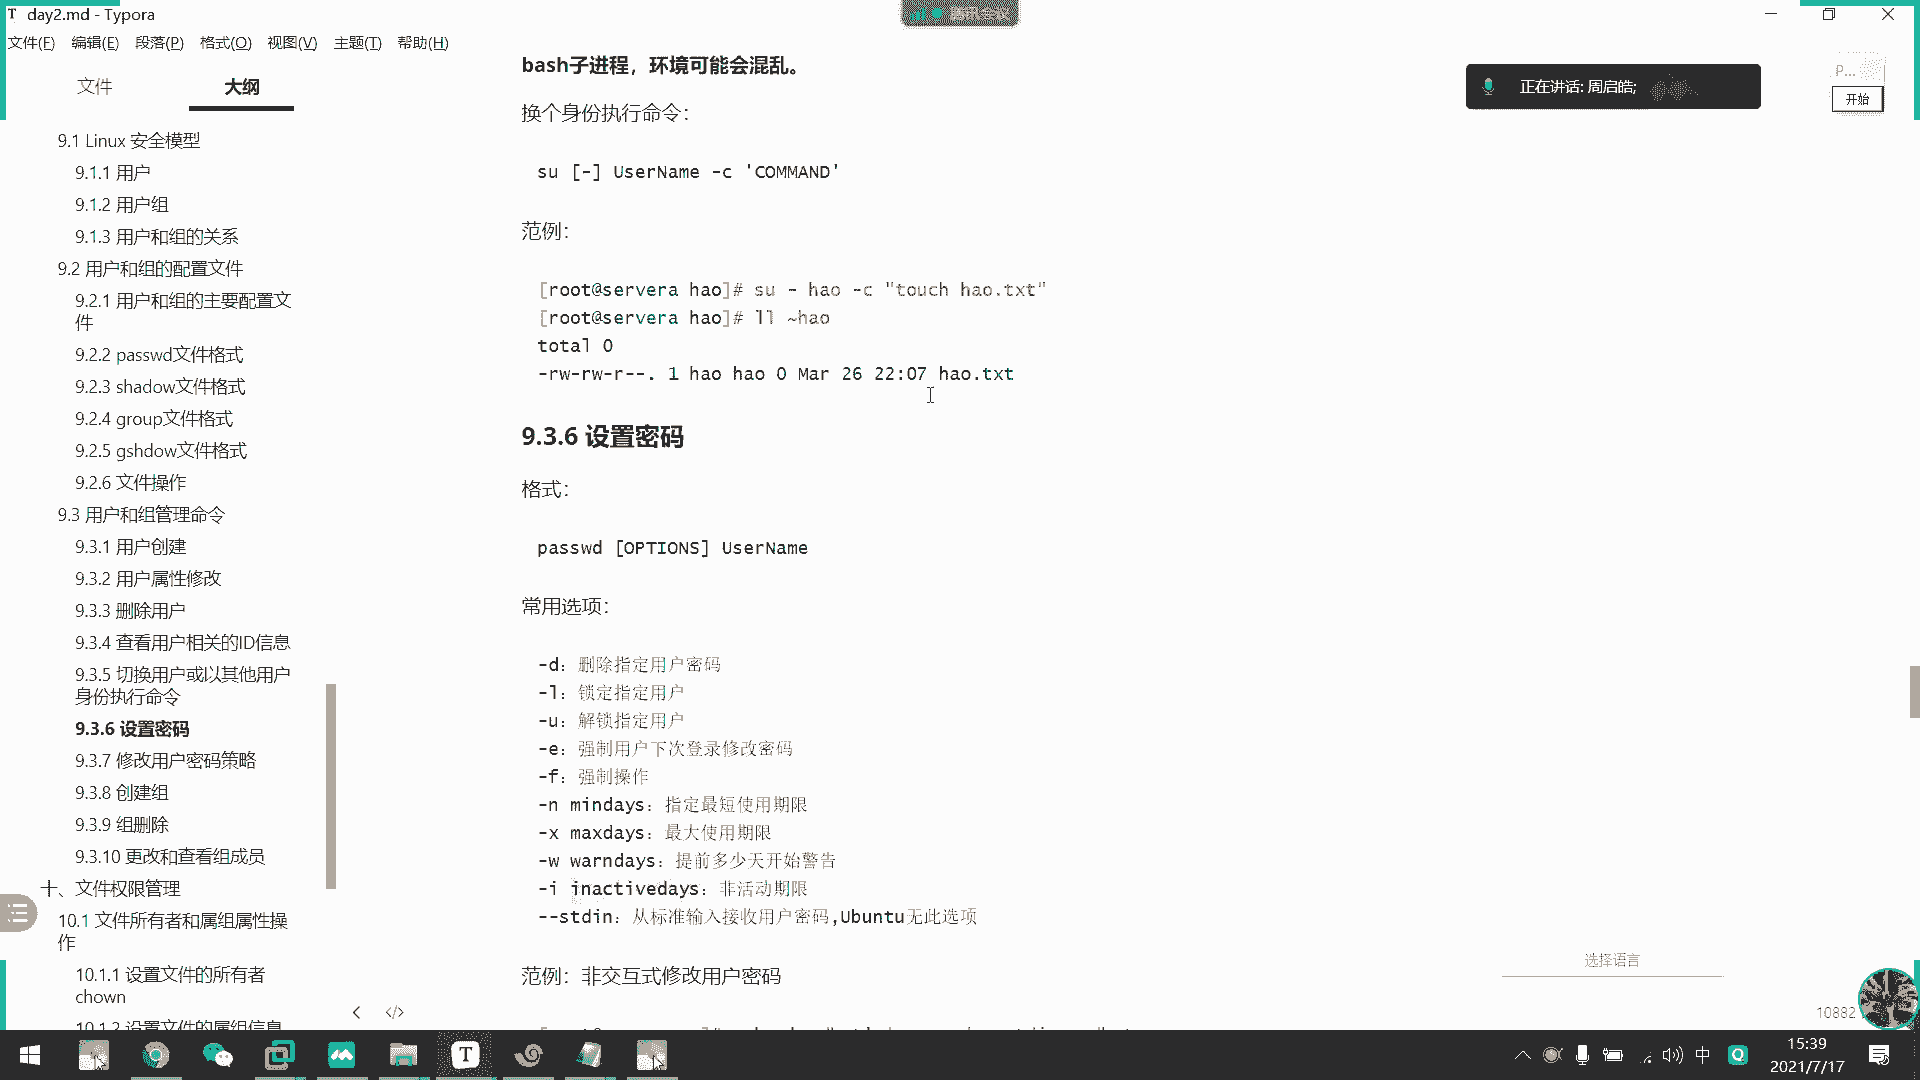 day2.md - Typora
腾讯会议
文件(F) 编辑(E) 段落(P) 格式(O) 视图(V) 主题(T) 帮助(H)
文件
大纲
9.1 Linux 安全模型
9.1.1 用户
9.1.2 用户组
9.1.3 用户和组的关系
9.2 用户和组的配置文件
9.2.1 用户和组的主要配置文
件
9.2.2 passwd文件格式
9.2.3 shadow文件格式
9.2.4 group文件格式
9.2.5 gshdow文件格式
9.2.6 文件操作
9.3 用户和组管理命令
9.3.1 用户创建
9.3.2 用户属性修改
9.3.3 删除用户
9.3.4 查看用户相关的ID信息
9.3.5 切换用户或以其他用户
身份执行命令
9.3.6 设置密码
9.3.7 修改用户密码策略
9.3.8 创建组
9.3.9 组删除
9.3.10 更改和查看组成员
十、文件权限管理
10.1 文件所有者和属组属性操
作
10.1.1 设置文件的所有者
chown
10.1.2 设置文件的属组信息
bash子进程，环境可能会混乱。
换个身份执行命令：
su [-] UserName -c 'COMMAND'
范例：
[root@servera hao]# su - hao -c "touch hao.txt"
[root@servera hao]# ll ~hao
total 0
-rw-rw-r--. 1 hao hao 0 Mar 26 22:07 hao.txt
9.3.6 设置密码
格式：
passwd [OPTIONS] UserName
常用选项：
-d：删除指定用户密码
-l：锁定指定用户
-u：解锁指定用户
-e：强制用户下次登录修改密码
-f：强制操作
-n mindays：指定最短使用期限
-x maxdays：最大使用期限
-w warndays：提前多少天开始警告
-i inactivedays：非活动期限
--stdin：从标准输入接收用户密码,Ubuntu无此选项
范例：非交互式修改用户密码
正在讲话: 周启皓;
P...
开始
选择语言
10882
中
15:39
2021/7/17